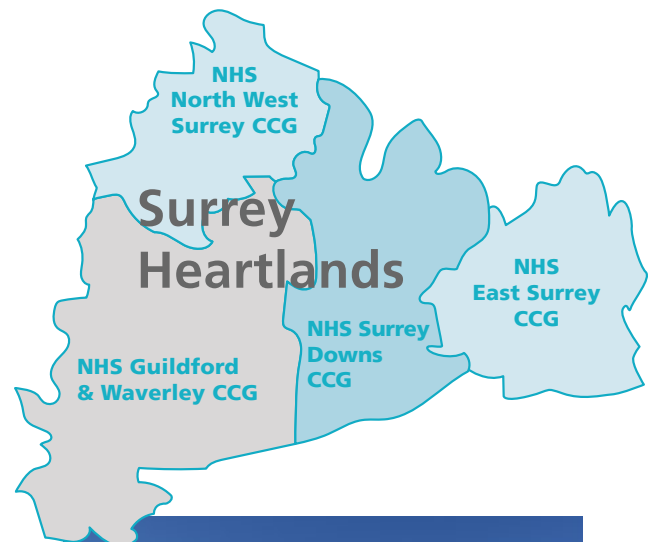 NHS
North West
Surrey CCG
Surrey
Heartlands
NHS
East Surrey
CCG
NHS Surrey
Downs
CCG
NHS Guildford
& Waverley CCG